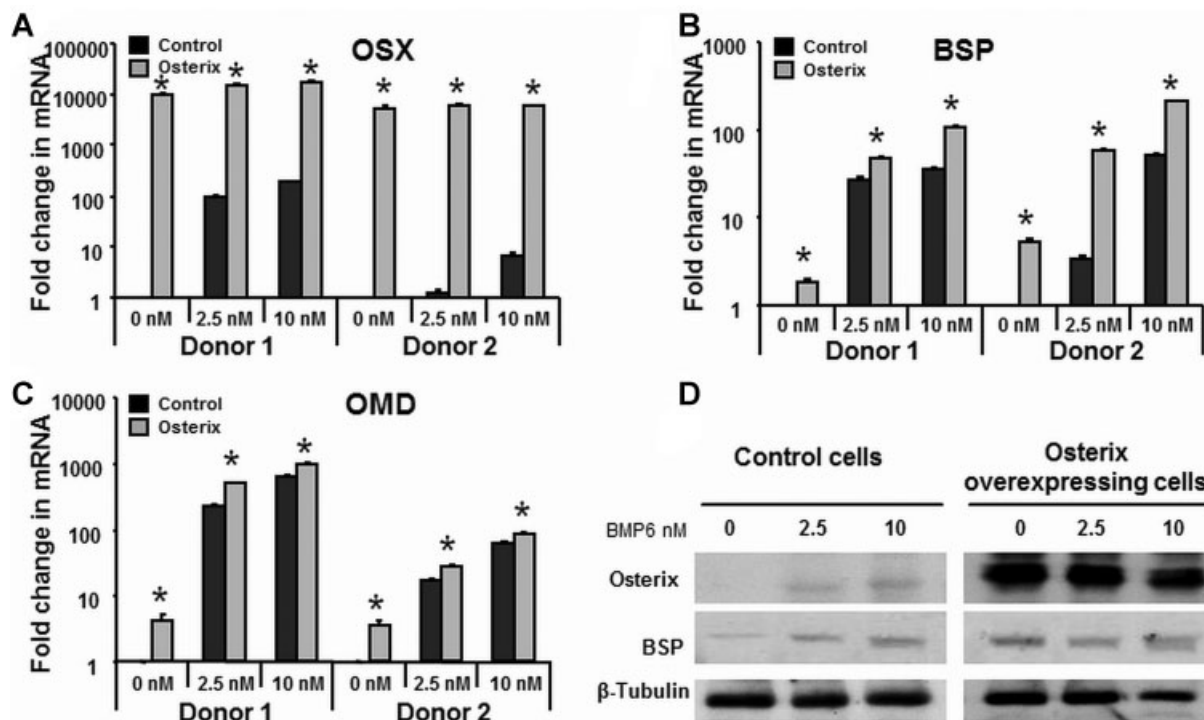 A
OSX
Control
Osterix
Fold change in mRNA
100000
10000
1000
100
10
1
* * * * * *
0 nM 2.5 nM 10 nM 0 nM 2.5 nM 10 nM
Donor 1 Donor 2
B
BSP
Control
Osterix
Fold change in mRNA
1000
100
10
1
* * * * * *
0 nM 2.5 nM 10 nM 0 nM 2.5 nM 10 nM
Donor 1 Donor 2
C
OMD
Control
Osterix
Fold change in mRNA
10000
1000
100
10
1
* * * * * *
0 nM 2.5 nM 10 nM 0 nM 2.5 nM 10 nM
Donor 1 Donor 2
D
Control cells
Osterix
overexpressing cells
BMP6 nM 0 2.5 10 0 2.5 10
Osterix
BSP
β-Tubulin